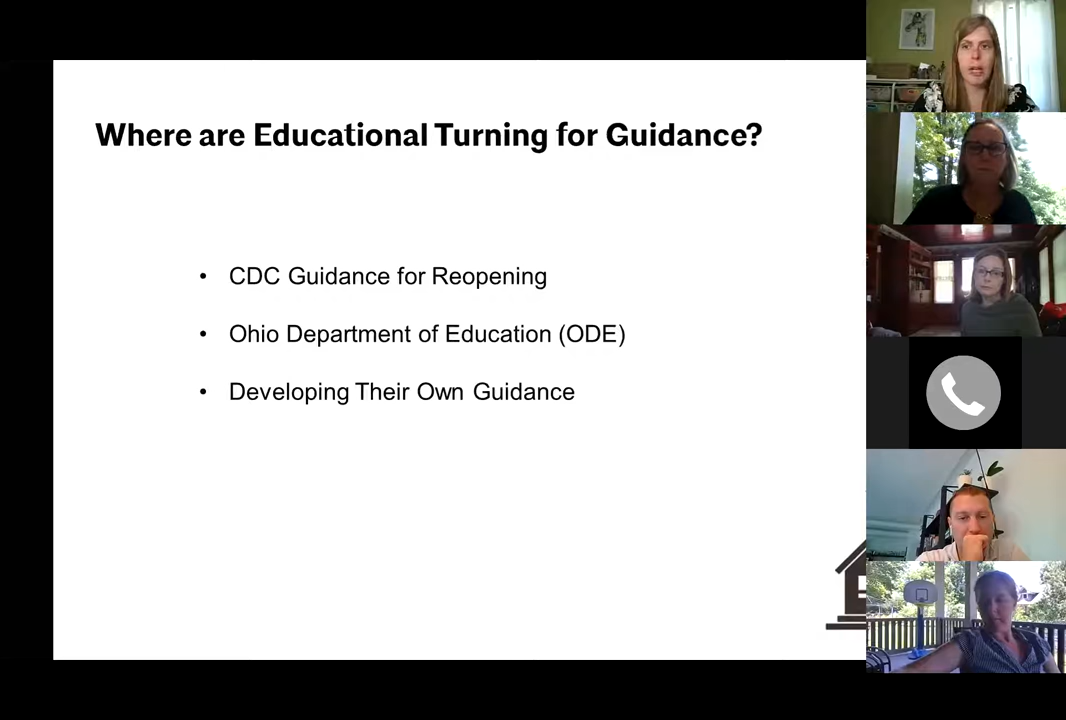 Where are Educational Turning for Guidance?
• CDC Guidance for Reopening
• Ohio Department of Education (ODE)
• Developing Their Own Guidance